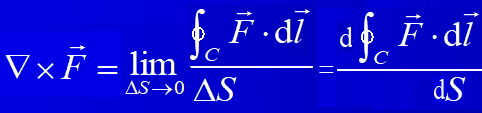 ∇×F⃗ = lim_{ΔS→0} (∮_C F⃗·dl⃗)/(ΔS) = (d∮_C F⃗·dl⃗)/(dS)